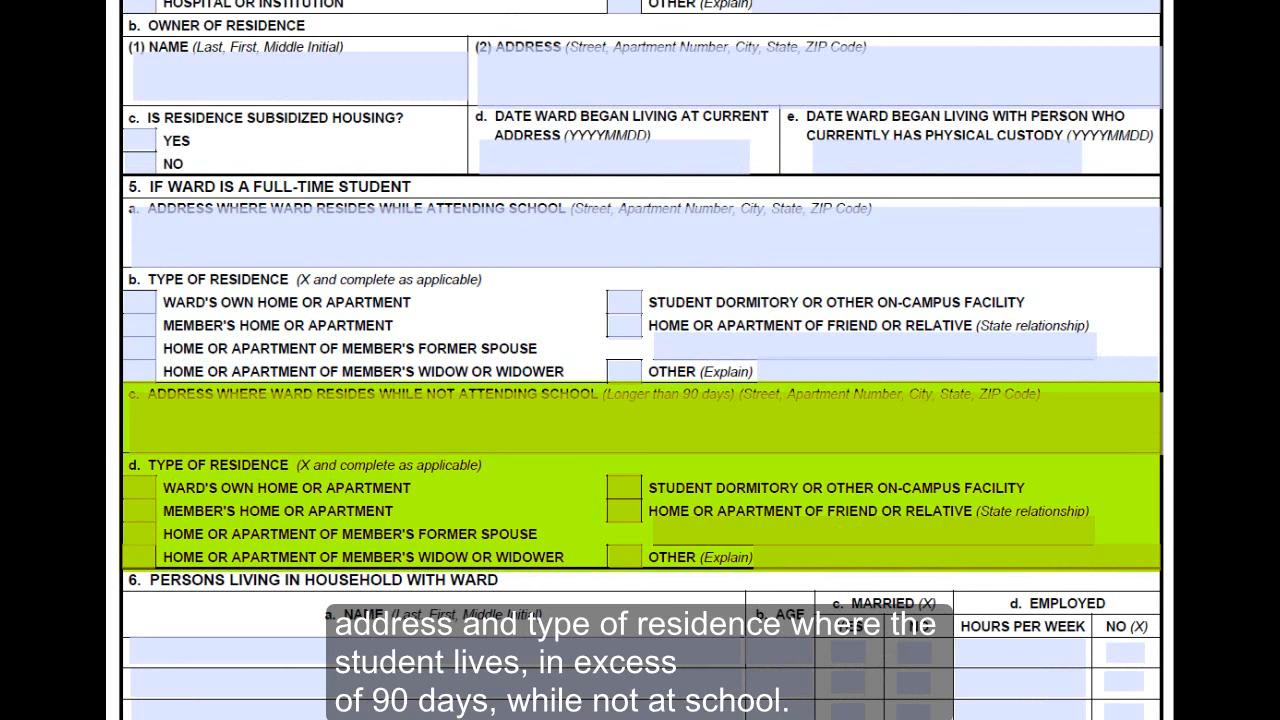 HOSPITAL OR INSTITUTION
OTHER (Explain)
b. OWNER OF RESIDENCE
(1) NAME (Last, First, Middle Initial)
(2) ADDRESS (Street, Apartment Number, City, State, ZIP Code)
c. IS RESIDENCE SUBSIDIZED HOUSING?
YES
NO
d. DATE WARD BEGAN LIVING AT CURRENT
ADDRESS (YYYYMMDD)
e. DATE WARD BEGAN LIVING WITH PERSON WHO
CURRENTLY HAS PHYSICAL CUSTODY (YYYYMMDD)
5. IF WARD IS A FULL-TIME STUDENT
a. ADDRESS WHERE WARD RESIDES WHILE ATTENDING SCHOOL (Street, Apartment Number, City, State, ZIP Code)
b. TYPE OF RESIDENCE (X and complete as applicable)
WARD'S OWN HOME OR APARTMENT
MEMBER'S HOME OR APARTMENT
HOME OR APARTMENT OF MEMBER'S FORMER SPOUSE
HOME OR APARTMENT OF MEMBER'S WIDOW OR WIDOWER
STUDENT DORMITORY OR OTHER ON-CAMPUS FACILITY
HOME OR APARTMENT OF FRIEND OR RELATIVE (State relationship)
OTHER (Explain)
c. ADDRESS WHERE WARD RESIDES WHILE NOT ATTENDING SCHOOL (Longer than 90 days) (Street, Apartment Number, City, State, ZIP Code)
d. TYPE OF RESIDENCE (X and complete as applicable)
WARD'S OWN HOME OR APARTMENT
MEMBER'S HOME OR APARTMENT
HOME OR APARTMENT OF MEMBER'S FORMER SPOUSE
HOME OR APARTMENT OF MEMBER'S WIDOW OR WIDOWER
STUDENT DORMITORY OR OTHER ON-CAMPUS FACILITY
HOME OR APARTMENT OF FRIEND OR RELATIVE (State relationship)
OTHER (Explain)
6. PERSONS LIVING IN HOUSEHOLD WITH WARD
a. NAME (Last, First, Middle Initial)
b. AGE
c. MARRIED (X)
YES
NO
d. EMPLOYED
HOURS PER WEEK
NO (X)
address and type of residence where the
student lives, in excess
of 90 days, while not at school.